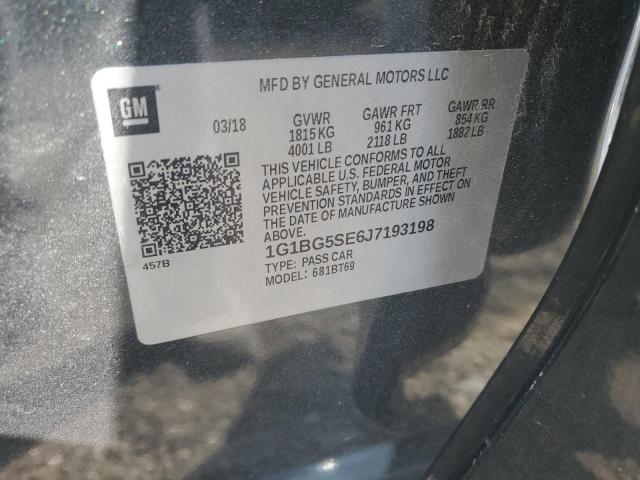 MFD BY GENERAL MOTORS LLC
GM
03/18
GVWR GAWR FRT GAWR RR
1815 KG 961 KG 854 KG
4001 LB 2118 LB 1882 LB
THIS VEHICLE CONFORMS TO ALL
APPLICABLE U.S. FEDERAL MOTOR
VEHICLE SAFETY, BUMPER, AND THEFT
PREVENTION STANDARDS IN EFFECT ON
THE DATE OF MANUFACTURE SHOWN
ABOVE.
1G1BG5SE6J7193198
TYPE: PASS CAR
MODEL: 681BT69
457B